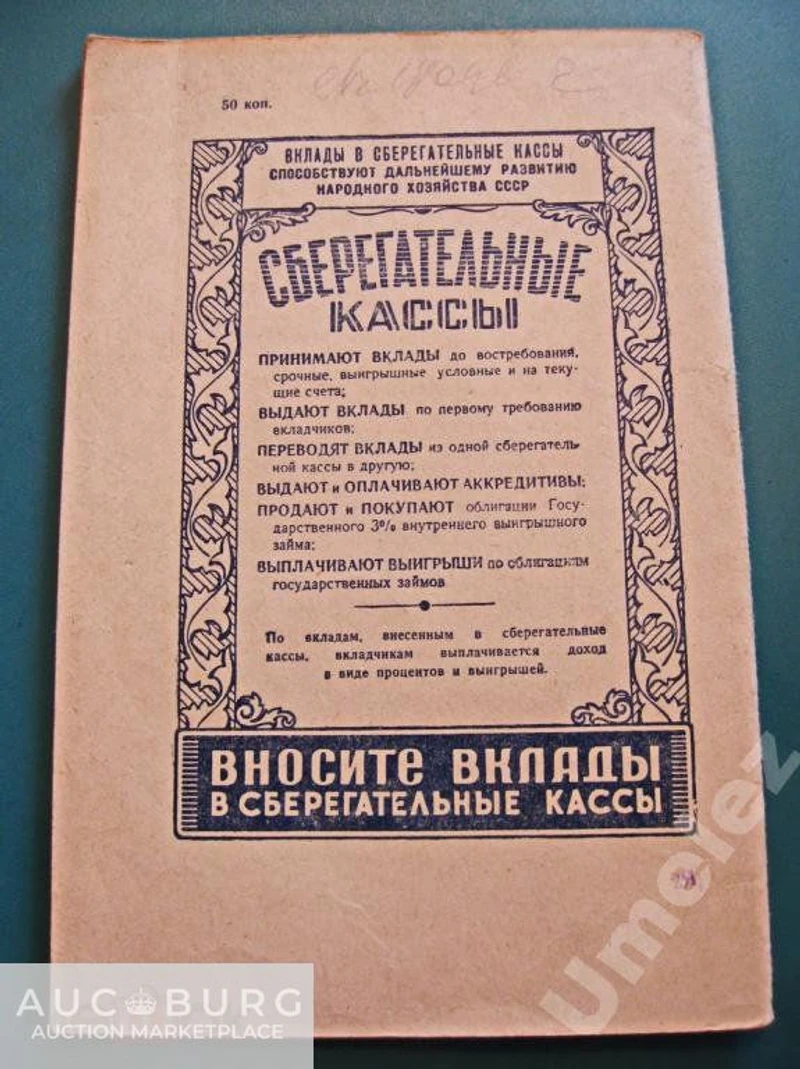 50 коп.
ВКЛАДЫ В СБЕРЕГАТЕЛЬНЫЕ КАССЫ
СПОСОБСТВУЮТ ДАЛЬНЕЙШЕМУ РАЗВИТИЮ
НАРОДНОГО ХОЗЯЙСТВА СССР
СБЕРЕГАТЕЛЬНЫЕ
КАССЫ
ПРИНИМАЮТ ВКЛАДЫ до востребования,
срочные, выигрышные условные и на теку-
щие счета;
ВЫДАЮТ ВКЛАДЫ по первому требованию
вкладчиков;
ПЕРЕВОДЯТ ВКЛАДЫ из одной сберегатель-
ной кассы в другую;
ВЫДАЮТ и ОПЛАЧИВАЮТ АККРЕДИТИВЫ;
ПРОДАЮТ и ПОКУПАЮТ облигации Госу-
дарственного 3% внутреннего выигрышного
займа;
ВЫПЛАЧИВАЮТ ВЫИГРЫШИ по облигациям
государственных займов
По вкладам, внесенным в сберегательные
кассы, вкладчикам выплачивается доход
в виде процентов и выигрышей.
ВНОСИТЕ ВКЛАДЫ
В СБЕРЕГАТЕЛЬНЫЕ КАССЫ
Umelez
AUCBURG
AUCTION MARKETPLACE